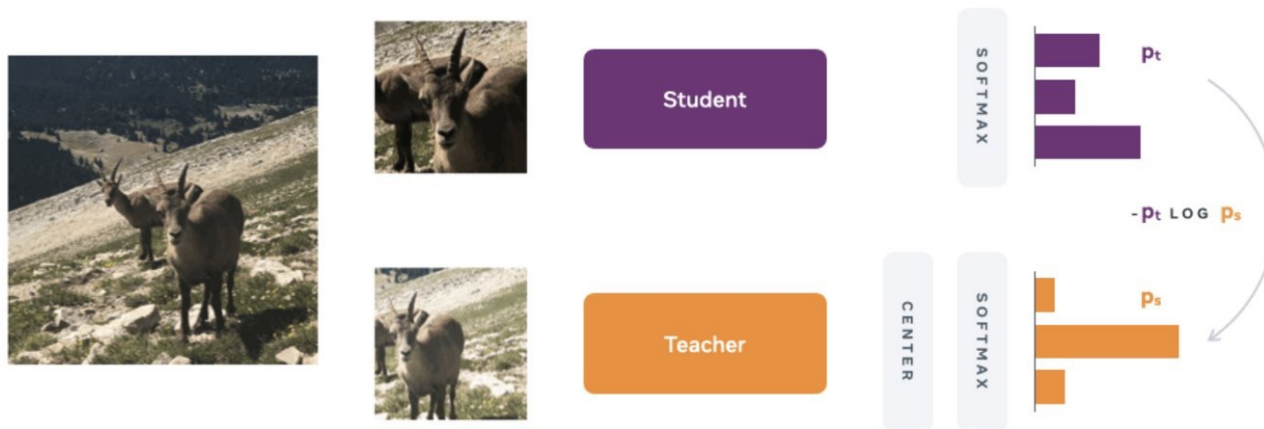 Student
SOFTMAX
pt
-pt LOG ps
Teacher
CENTER
SOFTMAX
ps